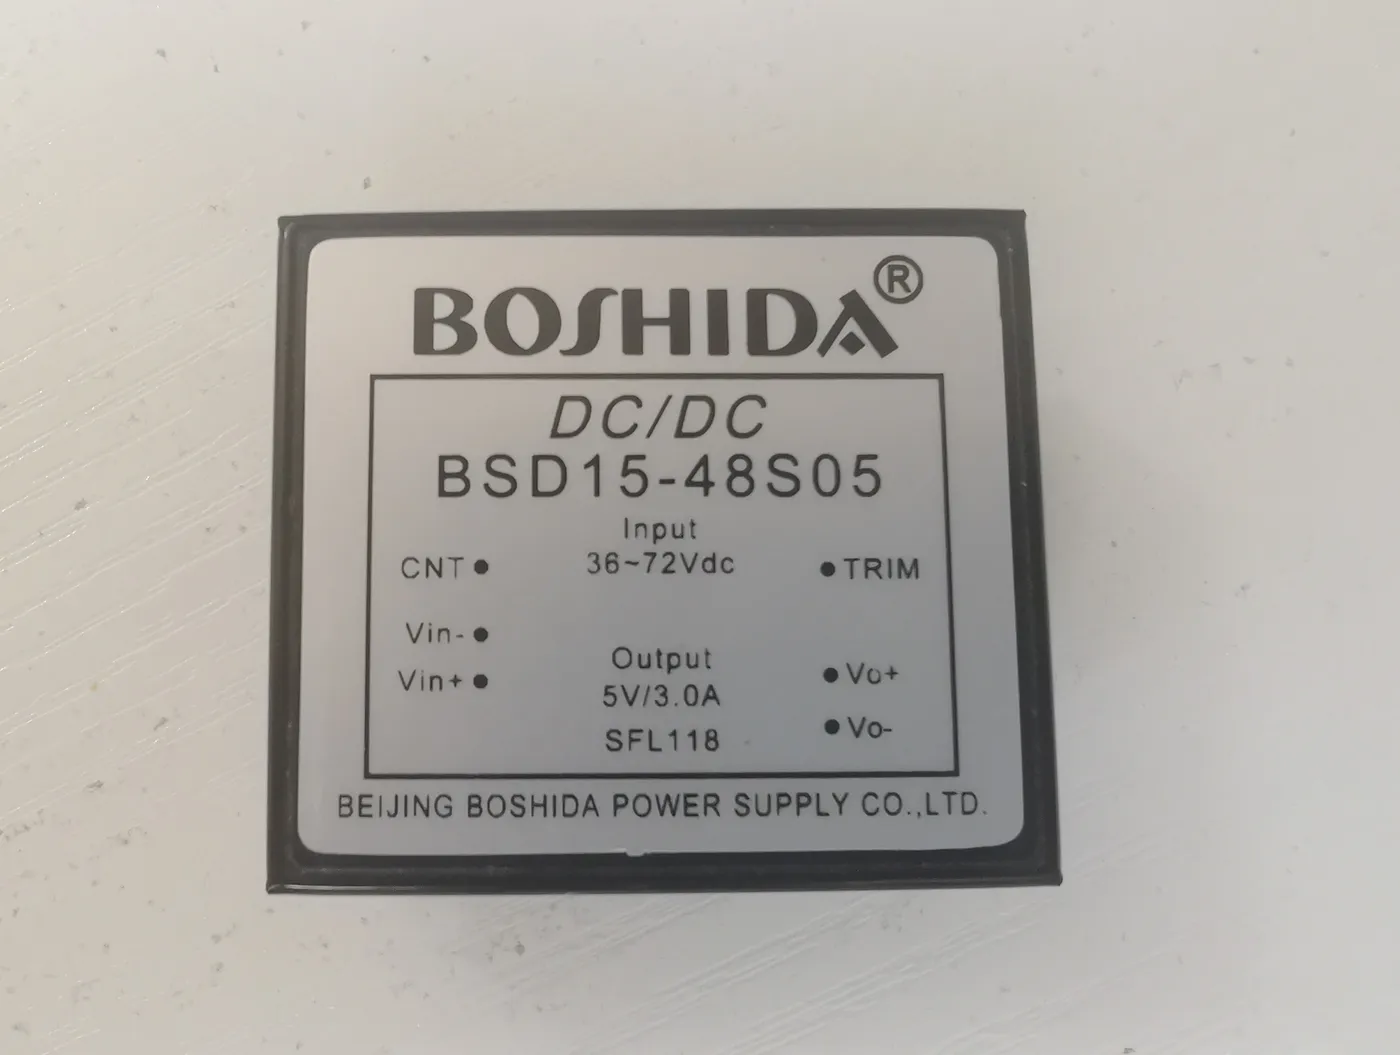 BOSHIDA®
DC/DC
BSD15-48S05
Input
CNT● 36~72Vdc ●TRIM
Vin-●
Output
Vin+● 5V/3.0A ●Vo+
SFL118 ●Vo-
BEIJING BOSHIDA POWER SUPPLY CO.,LTD.